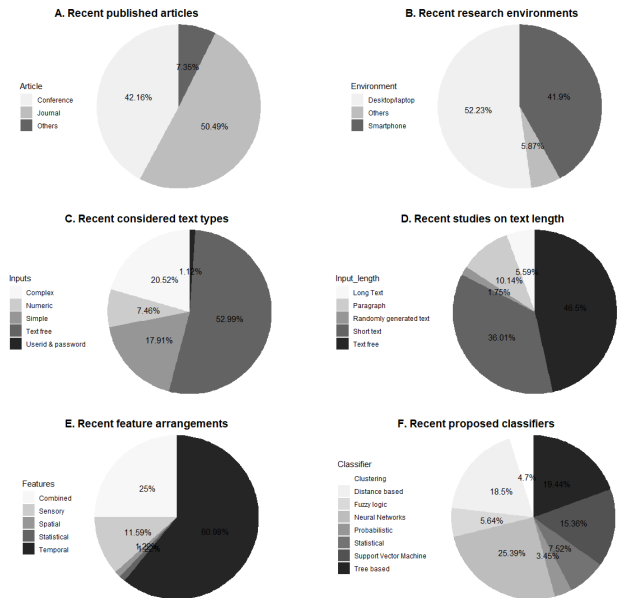 A. Recent published articles
Article
Conference
Journal
Others
7.35%
42.16%
50.49%
B. Recent research environments
Environment
Desktop/laptop
Others
Smartphone
41.9%
52.23%
5.87%
C. Recent considered text types
Inputs
Complex
Numeric
Simple
Text free
Userid & password
1.12%
20.52%
7.46%
52.99%
17.91%
D. Recent studies on text length
Input_length
Long Text
Paragraph
Randomly generated text
Short text
Text free
5.59%
10.14%
1.75%
46.5%
36.01%
E. Recent feature arrangements
Features
Combined
Sensory
Spatial
Statistical
Temporal
25%
11.59%
1.22%
60.98%
F. Recent proposed classifiers
Classifier
Clustering
Distance based
Fuzzy logic
Neural Networks
Probabilistic
Statistical
Support Vector Machine
Tree based
4.7%
19.44%
18.5%
15.36%
5.64%
7.52%
25.39%
3.45%